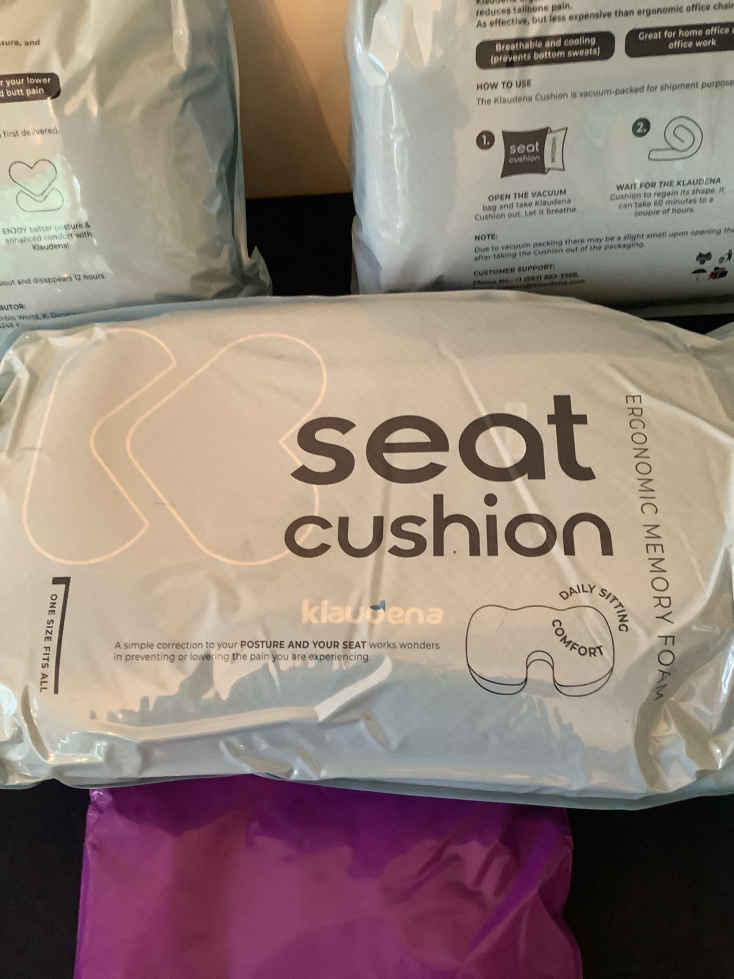 r your lower
d butt pain
first delivered.
ENJOY better posture &
enhanced comfort with
Klaudena!
out and disappears 12 hours.
reduces tailbone pain.
As effective, but less expensive than ergonomic office chair
Breathable and cooling
(prevents bottom sweats)
Great for home office
office work
HOW TO USE
The Klaudena Cushion is vacuum-packed for shipment purpose
1.
seat
cushion
2.
OPEN THE VACUUM
bag and take Klaudena
Cushion out. Let it breathe.
WAIT FOR THE KLAUDENA
Cushion to regain its shape. It
can take 60 minutes to a
couple of hours.
NOTE:
Due to vacuum packing there may be a slight smell upon opening the
after taking the Cushion out of the packaging.
CUSTOMER SUPPORT:
seat
cushion
ERGONOMIC MEMORY FOAM
ONE SIZE FITS ALL
klaudena
A simple correction to your POSTURE AND YOUR SEAT works wonders
in preventing or lowering the pain you are experiencing.
DAILY SITTING
COMFORT